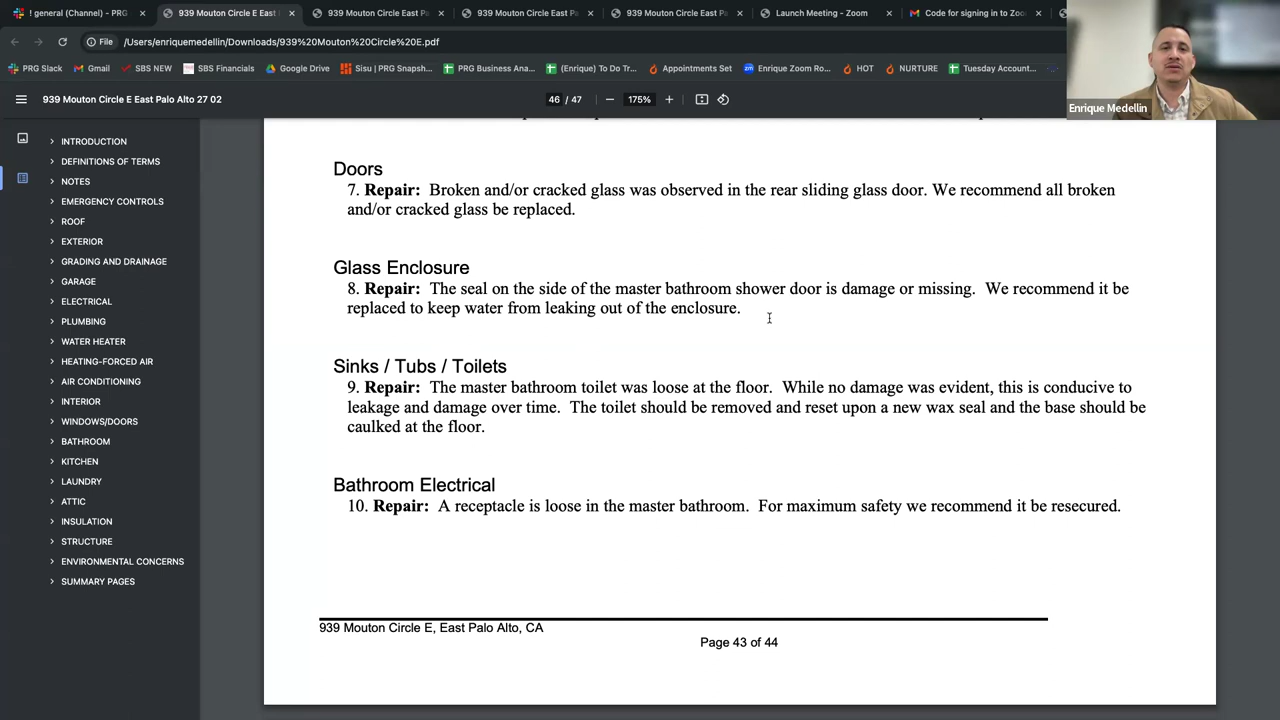 ! general (Channel) - PRG
939 Mouton Circle E East
939 Mouton Circle East Pa
939 Mouton Circle East Pa
939 Mouton Circle East Pa
Launch Meeting - Zoom
Code for signing in to Zoo
File
/Users/enriquemedellin/Downloads/939%20Mouton%20Circle%20E.pdf
PRG Slack
Gmail
SBS NEW
SBS Financials
Google Drive
Sisu | PRG Snapsh...
PRG Business Ana...
(Enrique) To Do Tr...
Appointments Set
Enrique Zoom Ro...
HOT
NURTURE
Tuesday Account...
Enrique Medellin
939 Mouton Circle E East Palo Alto 27 02
46 / 47
175%
INTRODUCTION
DEFINITIONS OF TERMS
NOTES
EMERGENCY CONTROLS
ROOF
EXTERIOR
GRADING AND DRAINAGE
GARAGE
ELECTRICAL
PLUMBING
WATER HEATER
HEATING-FORCED AIR
AIR CONDITIONING
INTERIOR
WINDOWS/DOORS
BATHROOM
KITCHEN
LAUNDRY
ATTIC
INSULATION
STRUCTURE
ENVIRONMENTAL CONCERNS
SUMMARY PAGES
Doors
7. Repair: Broken and/or cracked glass was observed in the rear sliding glass door. We recommend all broken
and/or cracked glass be replaced.
Glass Enclosure
8. Repair: The seal on the side of the master bathroom shower door is damage or missing. We recommend it be
replaced to keep water from leaking out of the enclosure.
Sinks / Tubs / Toilets
9. Repair: The master bathroom toilet was loose at the floor. While no damage was evident, this is conducive to
leakage and damage over time. The toilet should be removed and reset upon a new wax seal and the base should be
caulked at the floor.
Bathroom Electrical
10. Repair: A receptacle is loose in the master bathroom. For maximum safety we recommend it be resecured.
939 Mouton Circle E, East Palo Alto, CA
Page 43 of 44